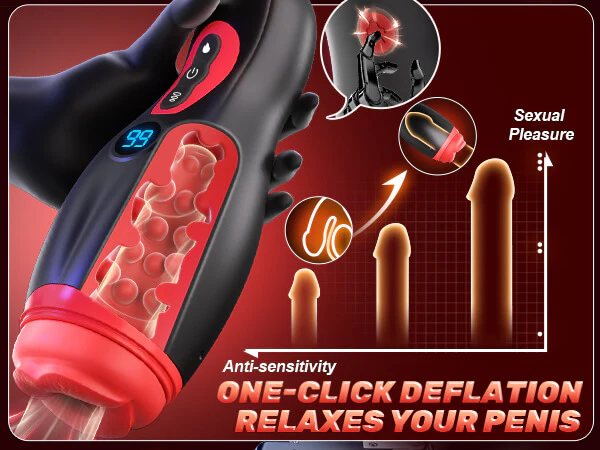 99
Sexual
Pleasure
Anti-sensitivity
ONE-CLICK DEFLATION
RELAXES YOUR PENIS